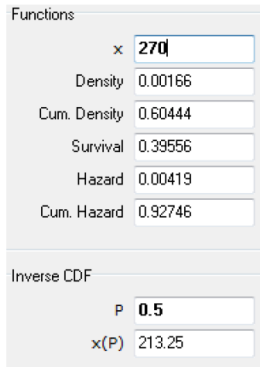 Functions
x 270
Density 0.00166
Cum. Density 0.60444
Survival 0.39556
Hazard 0.00419
Cum. Hazard 0.92746
Inverse CDF
P 0.5
x(P) 213.25